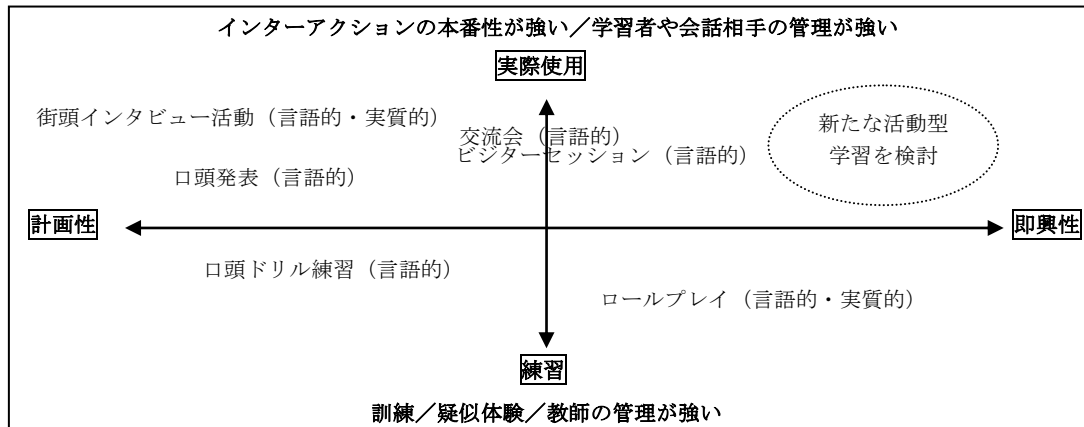 インターアクションの本番性が強い／学習者や会話相手の管理が強い
実際使用
街頭インタビュー活動（言語的・実質的）
交流会（言語的）
ビジターセッション（言語的）
新たな活動型
学習を検討
口頭発表（言語的）
計画性
即興性
口頭ドリル練習（言語的）
ロールプレイ（言語的・実質的）
練習
訓練／疑似体験／教師の管理が強い